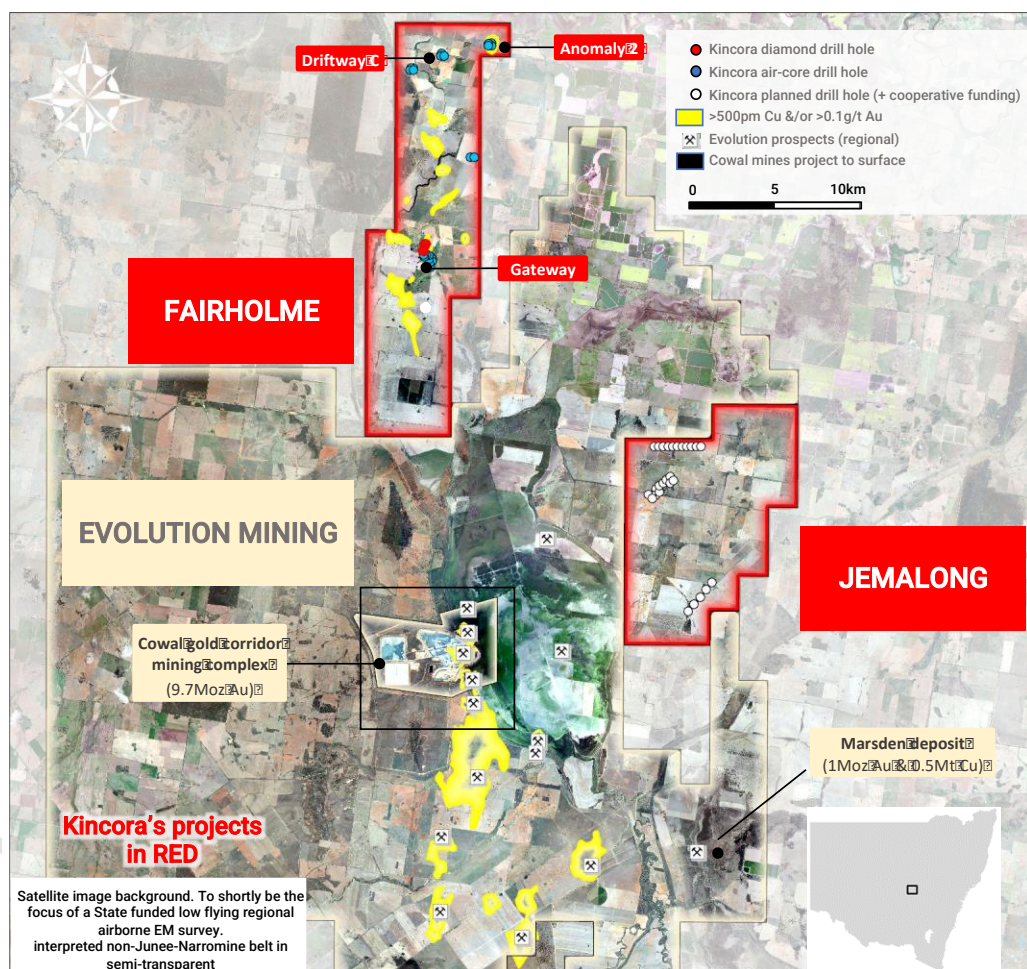 Driftway C
Anomaly 2
Kincora diamond drill hole
Kincora air-core drill hole
Kincora planned drill hole (+ cooperative funding)
>500pm Cu &/or >0.1g/t Au
Evolution prospects (regional)
Cowal mines project to surface
0 5 10km
Gateway
FAIRHOLME
EVOLUTION MINING
JEMALONG
Cowal gold corridor
mining complex
(9.7Moz Au)
Marsden deposit
(1Moz Au & 0.5Mt Cu)
Kincora's projects
in RED
Satellite image background. To shortly be the
focus of a State funded low flying regional
airborne EM survey.
interpreted non-Junee-Narromine belt in
semi-transparent